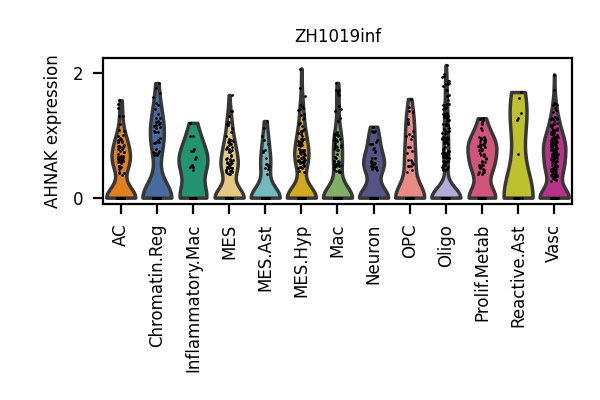 ZH1019inf
AHNAK expression
2
0
AC
Chromatin.Reg
Inflammatory.Mac
MES
MES.Ast
MES.Hyp
Mac
Neuron
OPC
Oligo
Prolif.Metab
Reactive.Ast
Vasc